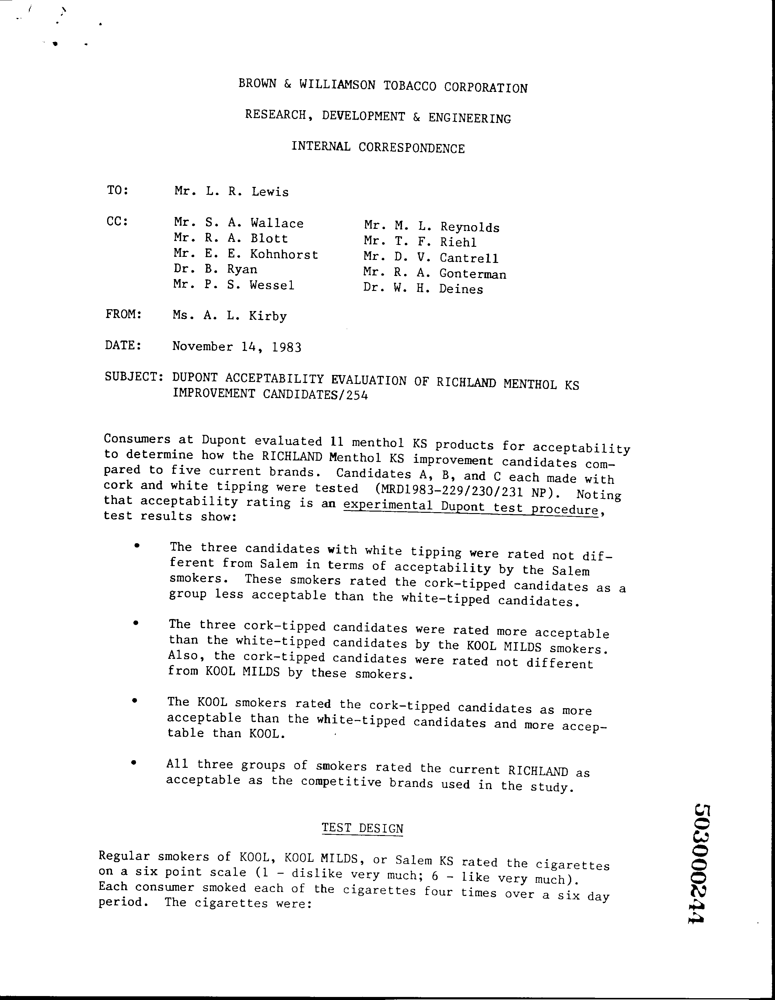 BROWN & WILLIAMSON TOBACCO CORPORATION
RESEARCH, DEVELOPMENT & ENGINEERING
INTERNAL CORRESPONDENCE
TO: Mr. L. R. Lewis
CC: Mr. S. A. Wallace Mr. M. L. Reynolds
Mr. R. A. Blott Mr. T. F. Riehl
Mr. E. E. Kohnhorst Mr. D. V. Cantrell
Dr. B. Ryan Mr. R. A. Gonterman
Mr. P. S. Wessel Dr. W. H. Deines
FROM: Ms. A. L. Kirby
DATE: November 14, 1983
SUBJECT: DUPONT ACCEPTABILITY EVALUATION OF RICHLAND MENTHOL KS
IMPROVEMENT CANDIDATES/254
Consumers at Dupont evaluated 11 menthol KS products for acceptability
to determine how the RICHLAND Menthol KS improvement candidates com-
pared to five current brands. Candidates A, B, and C each made with
cork and white tipping were tested (MRD1983-229/230/231 NP). Noting
that acceptability rating is an experimental Dupont test procedure,
test results show:
• The three candidates with white tipping were rated not dif-
ferent from Salem in terms of acceptability by the Salem
smokers. These smokers rated the cork-tipped candidates as a
group less acceptable than the white-tipped candidates.
• The three cork-tipped candidates were rated more acceptable
than the white-tipped candidates by the KOOL MILDS smokers.
Also, the cork-tipped candidates were rated not different
from KOOL MILDS by these smokers.
• The KOOL smokers rated the cork-tipped candidates as more
acceptable than the white-tipped candidates and more accep-
table than KOOL.
• All three groups of smokers rated the current RICHLAND as
acceptable as the competitive brands used in the study.
TEST DESIGN
Regular smokers of KOOL, KOOL MILDS, or Salem KS rated the cigarettes
on a six point scale (1 - dislike very much; 6 - like very much).
Each consumer smoked each of the cigarettes four times over a six day
period. The cigarettes were:
503000244